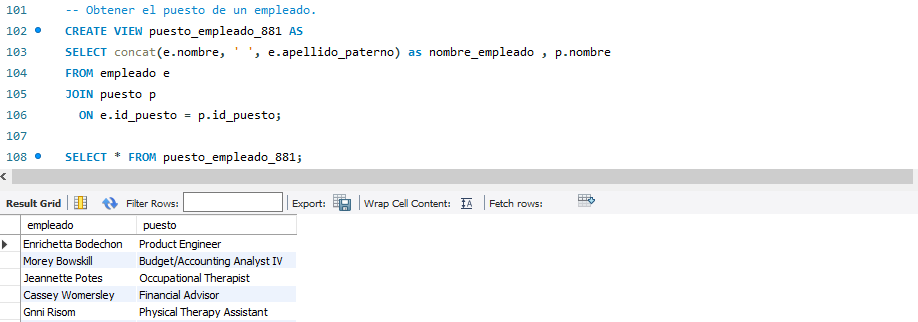 101 -- Obtener el puesto de un empleado.
102 CREATE VIEW puesto_empleado_881 AS
103 SELECT concat(e.nombre, ' ', e.apellido_paterno) as nombre_empleado , p.nombre
104 FROM empleado e
105 JOIN puesto p
106 ON e.id_puesto = p.id_puesto;
107
108 SELECT * FROM puesto_empleado_881;
Result Grid Filter Rows: Export: Wrap Cell Content: Fetch rows:
empleado puesto
Enrichetta Bodechon Product Engineer
Morey Bowskill Budget/Accounting Analyst IV
Jeannette Potes Occupational Therapist
Cassey Womersley Financial Advisor
Gnni Risom Physical Therapy Assistant